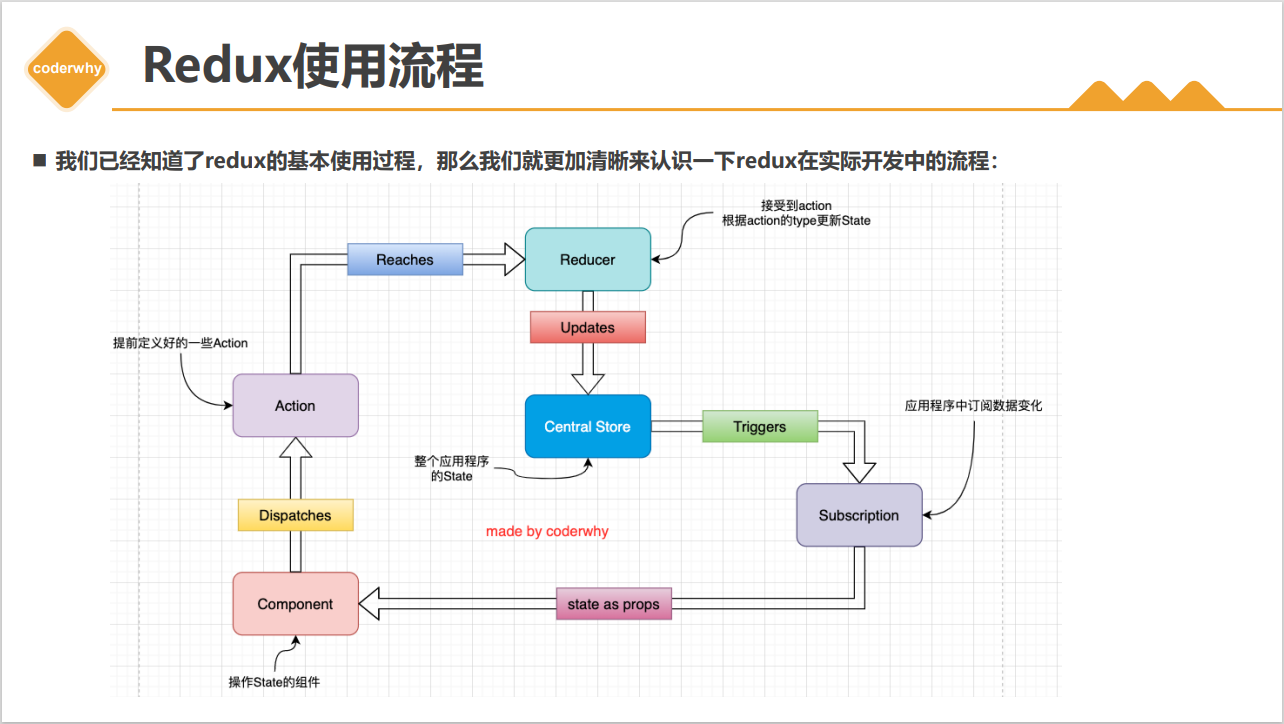 coderwhy
Redux使用流程
■ 我们已经知道了redux的基本使用过程，那么我们就更加清晰来认识一下redux在实际开发中的流程：
接受到action
根据action的type更新State
Reaches
Reducer
Updates
提前定义好的一些Action
Action
Central Store
Triggers
应用程序中订阅数据变化
整个应用程序
的State
Dispatches
made by coderwhy
Subscription
Component
state as props
操作State的组件